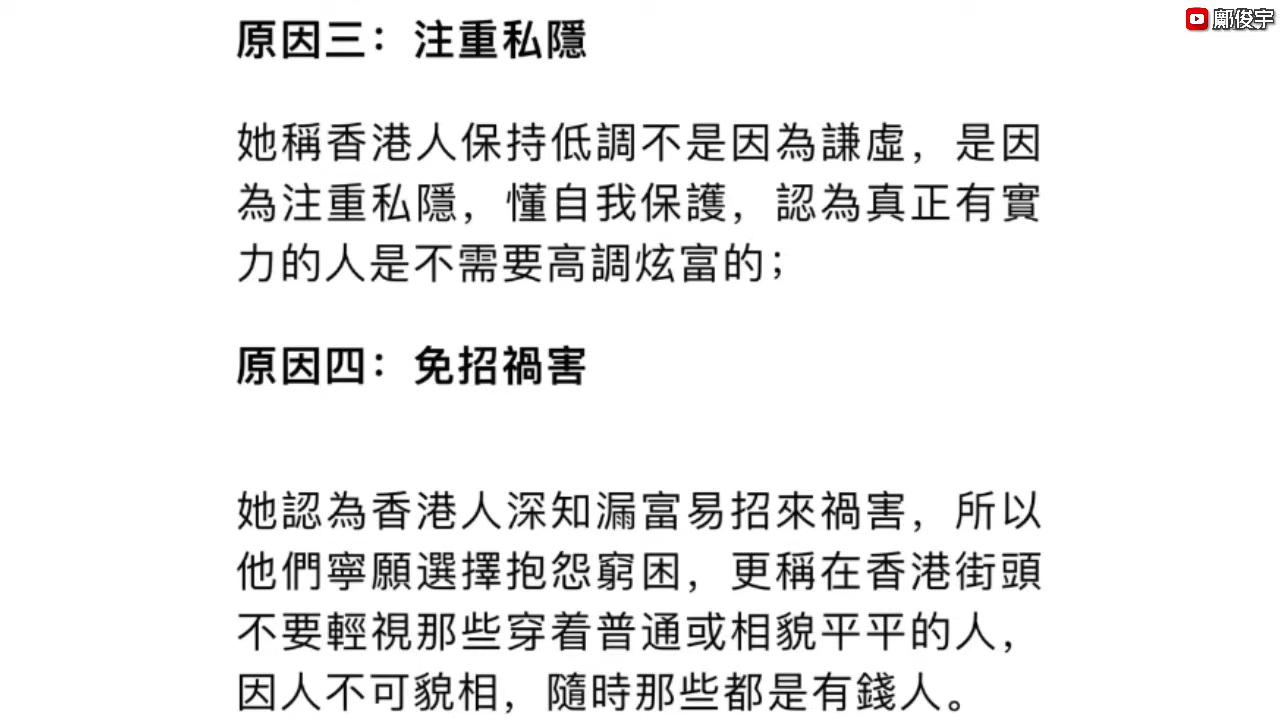 鄺俊宇
原因三：注重私隱
她稱香港人保持低調不是因為謙虛，是因
為注重私隱，懂自我保護，認為真正有實
力的人是不需要高調炫富的；
原因四：免招禍害
她認為香港人深知漏富易招來禍害，所以
他們寧願選擇抱怨窮困，更稱在香港街頭
不要輕視那些穿着普通或相貌平平的人，
因人不可貌相，隨時那些都是有錢人。